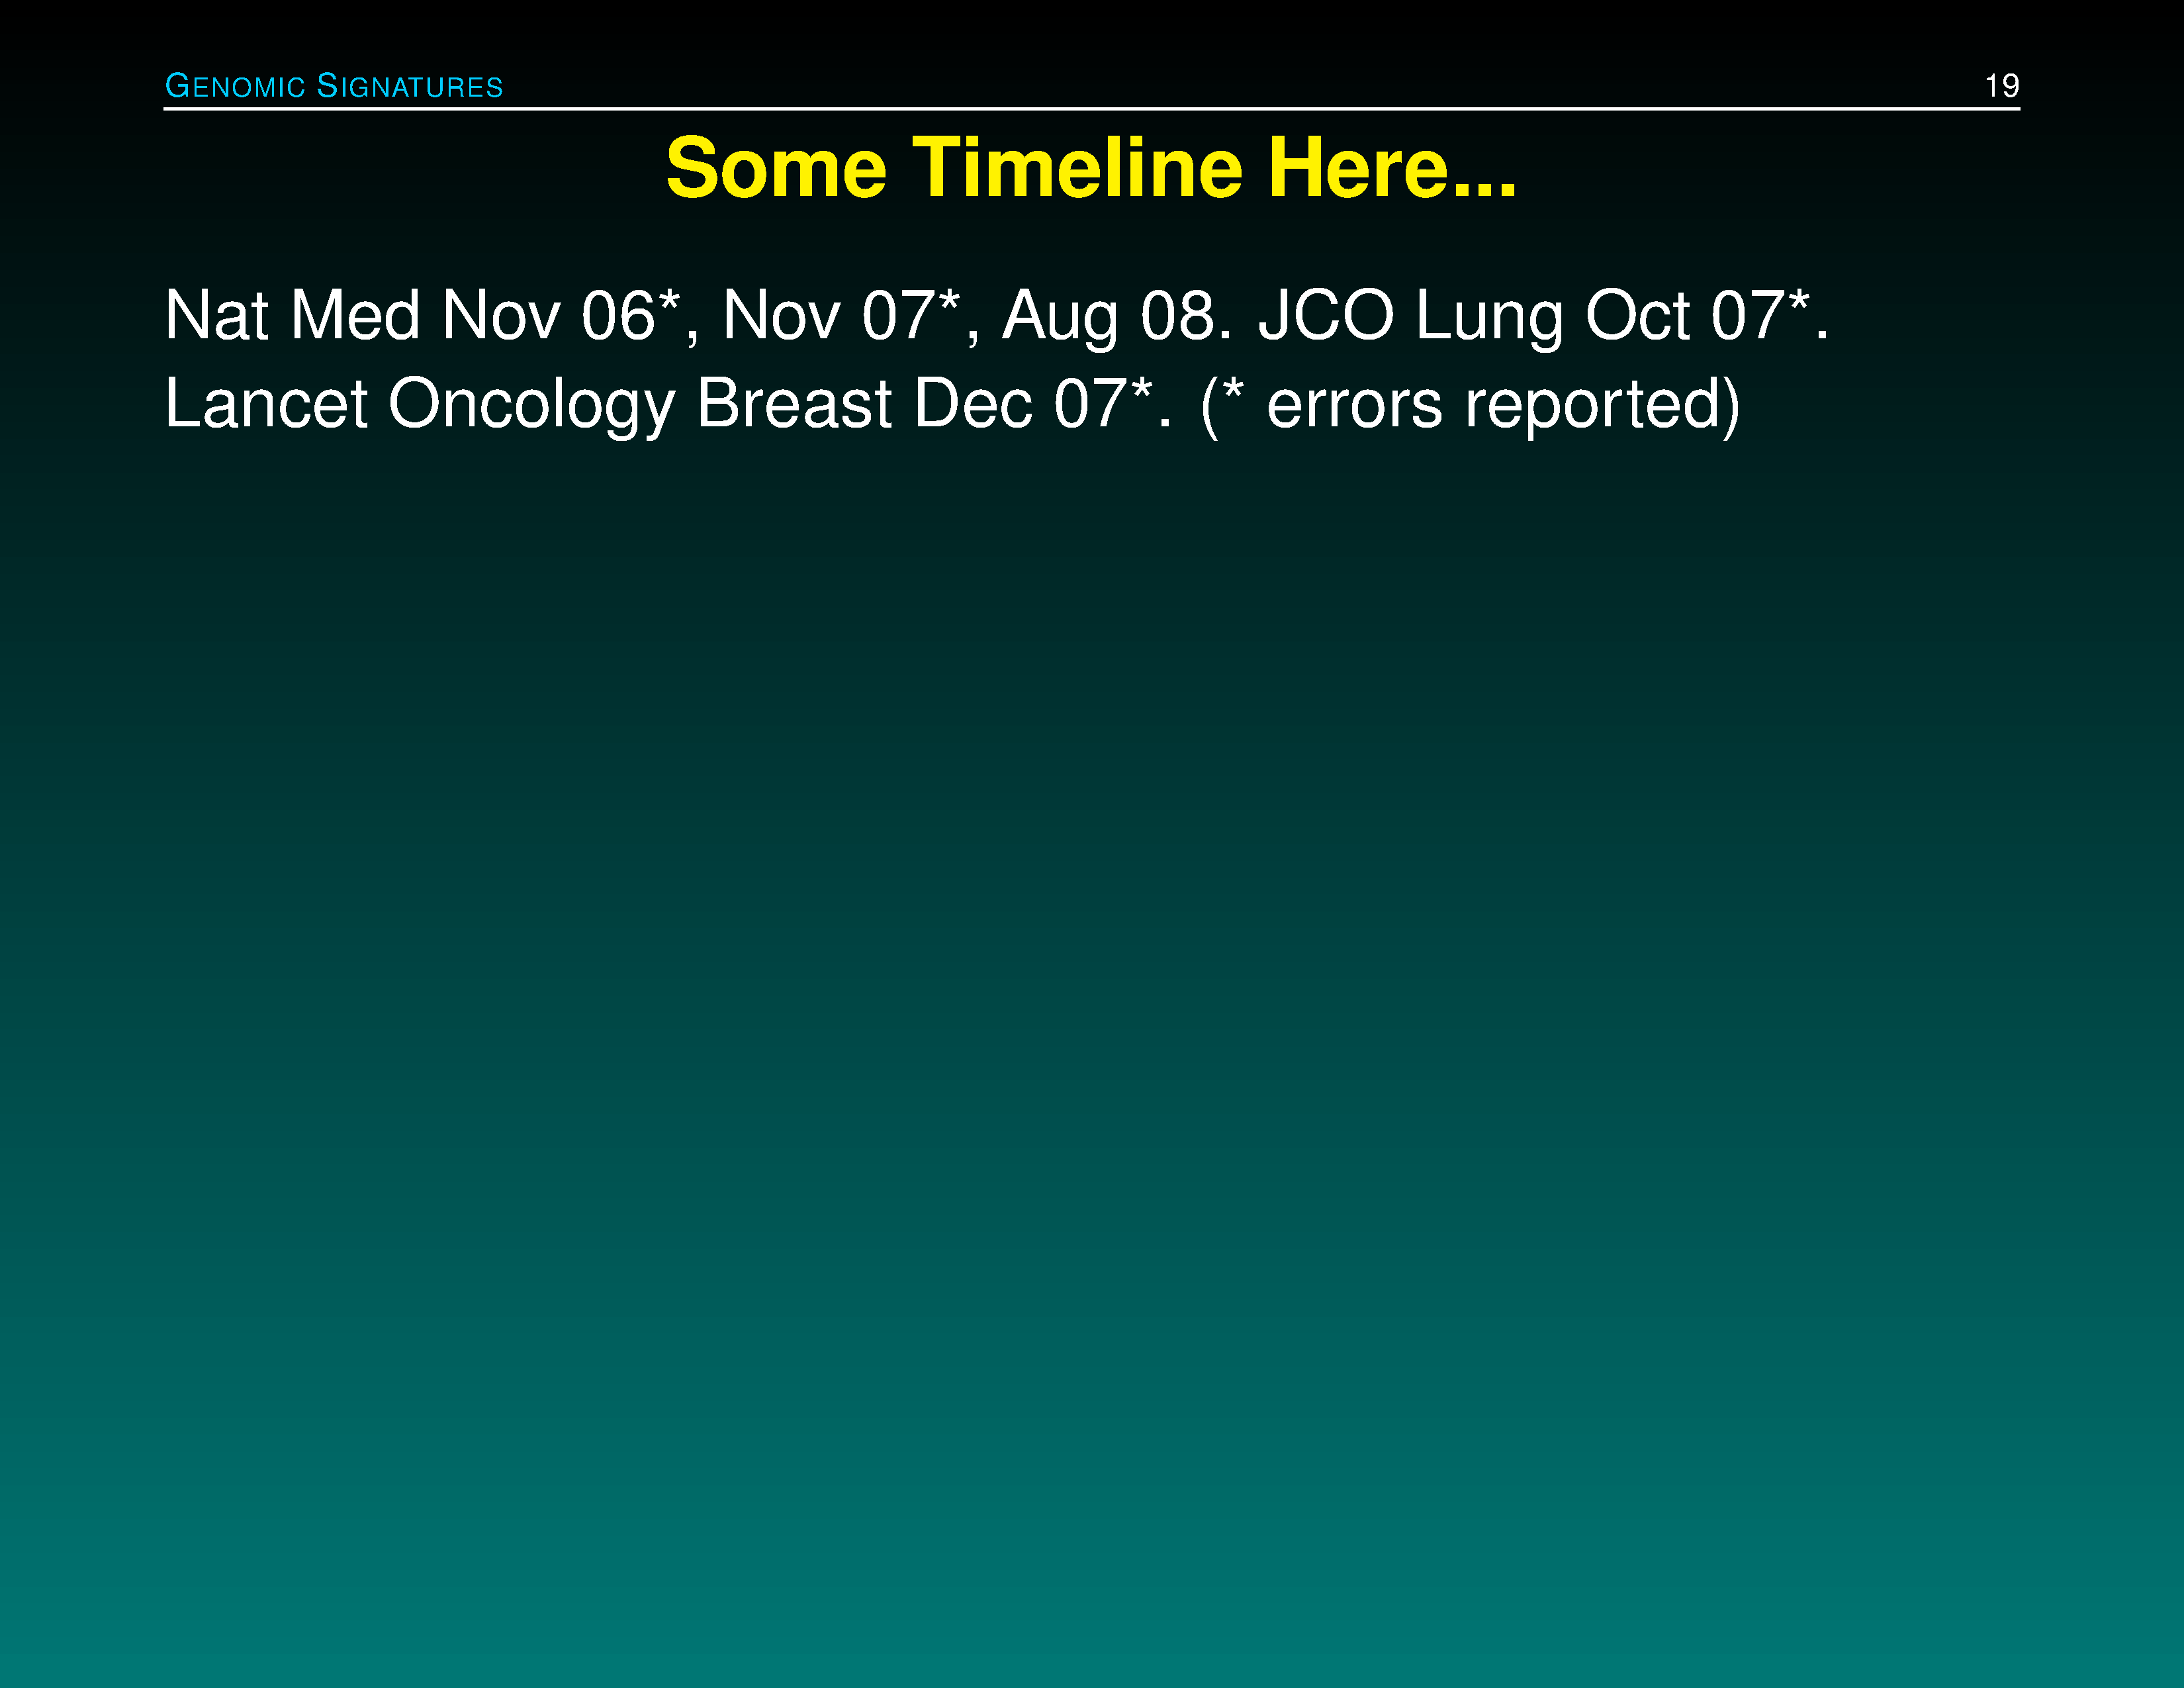 GENOMIC SIGNATURES 19
Some Timeline Here...
Nat Med Nov 06*, Nov 07*, Aug 08. JCO Lung Oct 07*.
Lancet Oncology Breast Dec 07*. (* errors reported)